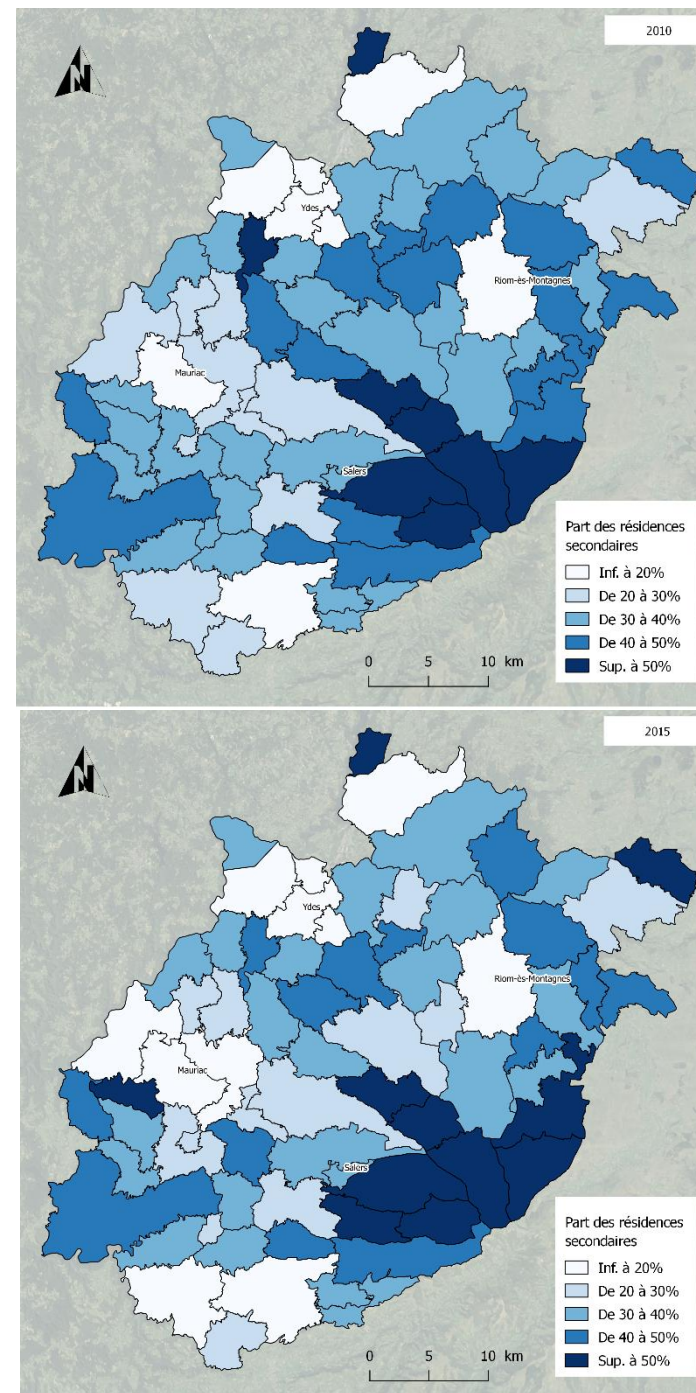 2010
N
Ydes
Riom-ès-Montagnes
Mauriac
Salers
Part des résidences
secondaires
Inf. à 20%
De 20 à 30%
De 30 à 40%
De 40 à 50%
Sup. à 50%
0 5 10 km
2015
N
Ydes
Riom-ès-Montagnes
Mauriac
Salers
Part des résidences
secondaires
Inf. à 20%
De 20 à 30%
De 30 à 40%
De 40 à 50%
Sup. à 50%
0 5 10 km